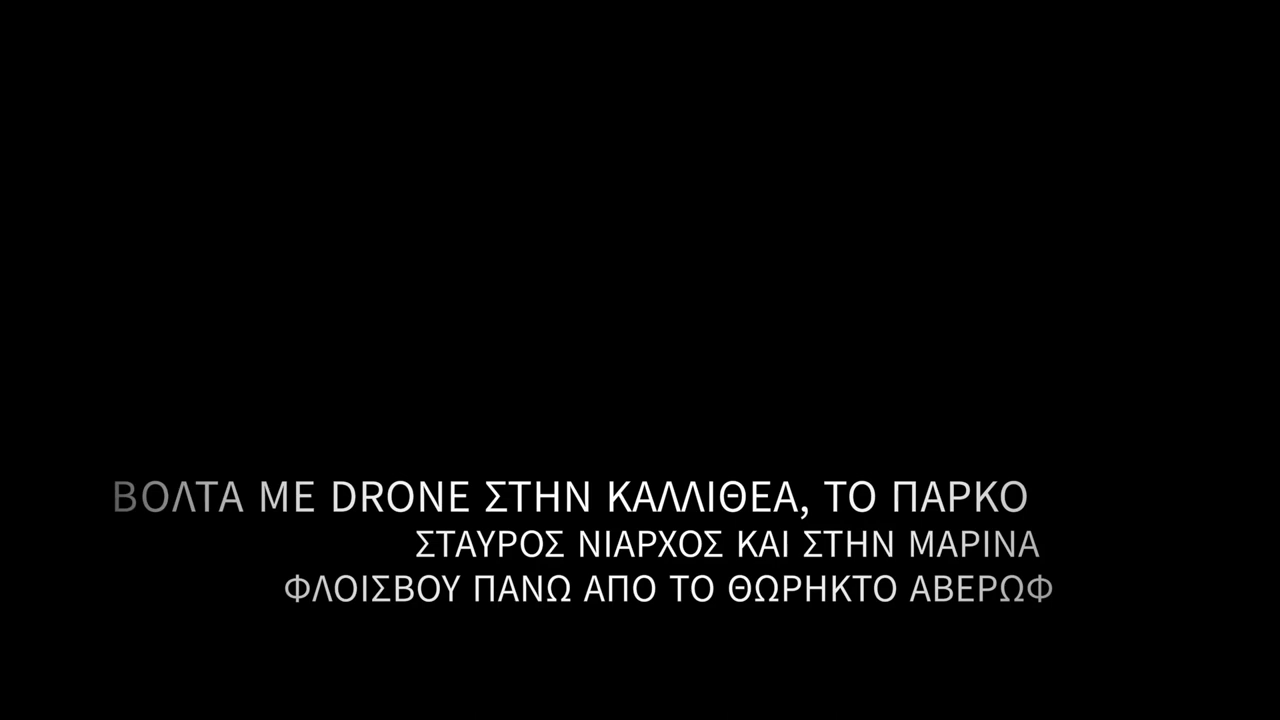 ΒΟΛΤΑ ΜΕ DRONE ΣΤΗΝ ΚΑΛΛΙΘΕΑ, ΤΟ ΠΑΡΚΟ
ΣΤΑΥΡΟΣ ΝΙΑΡΧΟΣ ΚΑΙ ΣΤΗΝ ΜΑΡΙΝΑ
ΦΛΟΙΣΒΟΥ ΠΑΝΩ ΑΠΟ ΤΟ ΘΩΡΗΚΤΟ ΑΒΕΡΩΦ